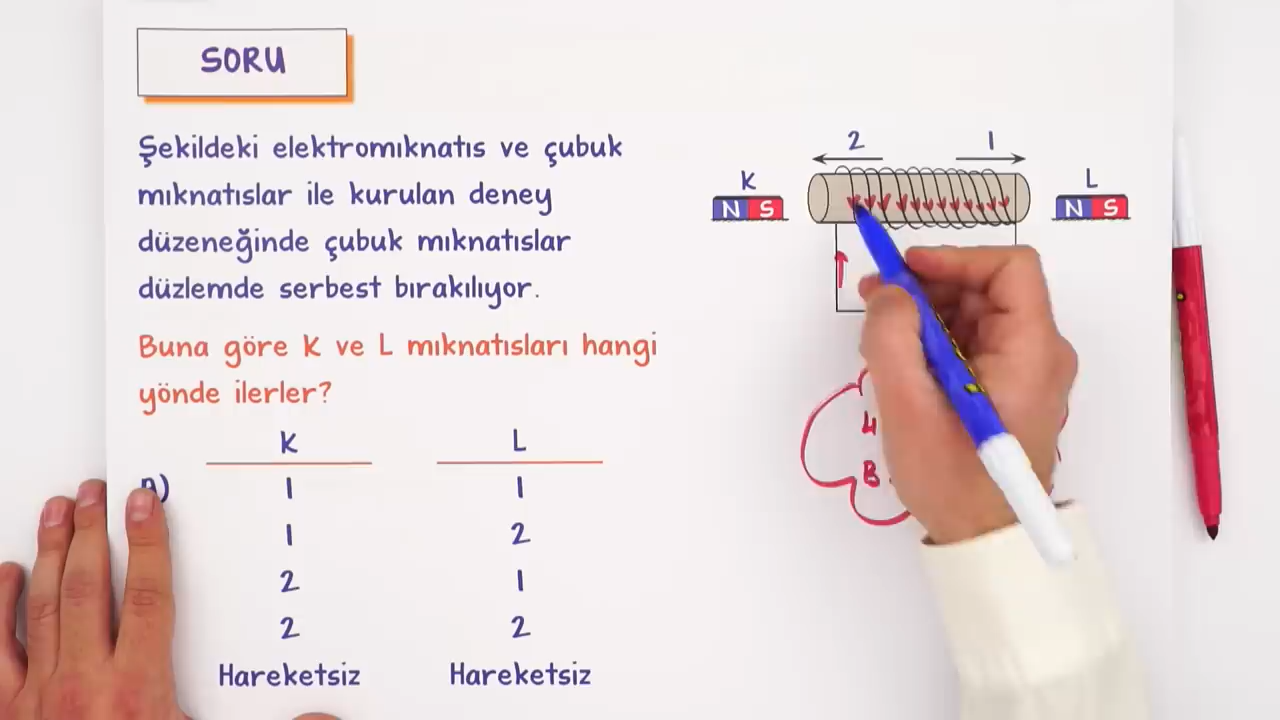 SORU
Şekildeki elektromıknatıs ve çubuk
mıknatıslar ile kurulan deney
düzeneğinde çubuk mıknatıslar
düzlemde serbest bırakılıyor.
Buna göre K ve L mıknatısları hangi
yönde ilerler?
K L
A) 1 1
1 2
2 1
2 2
Hareketsiz Hareketsiz
2 1
K L
N S N S
B